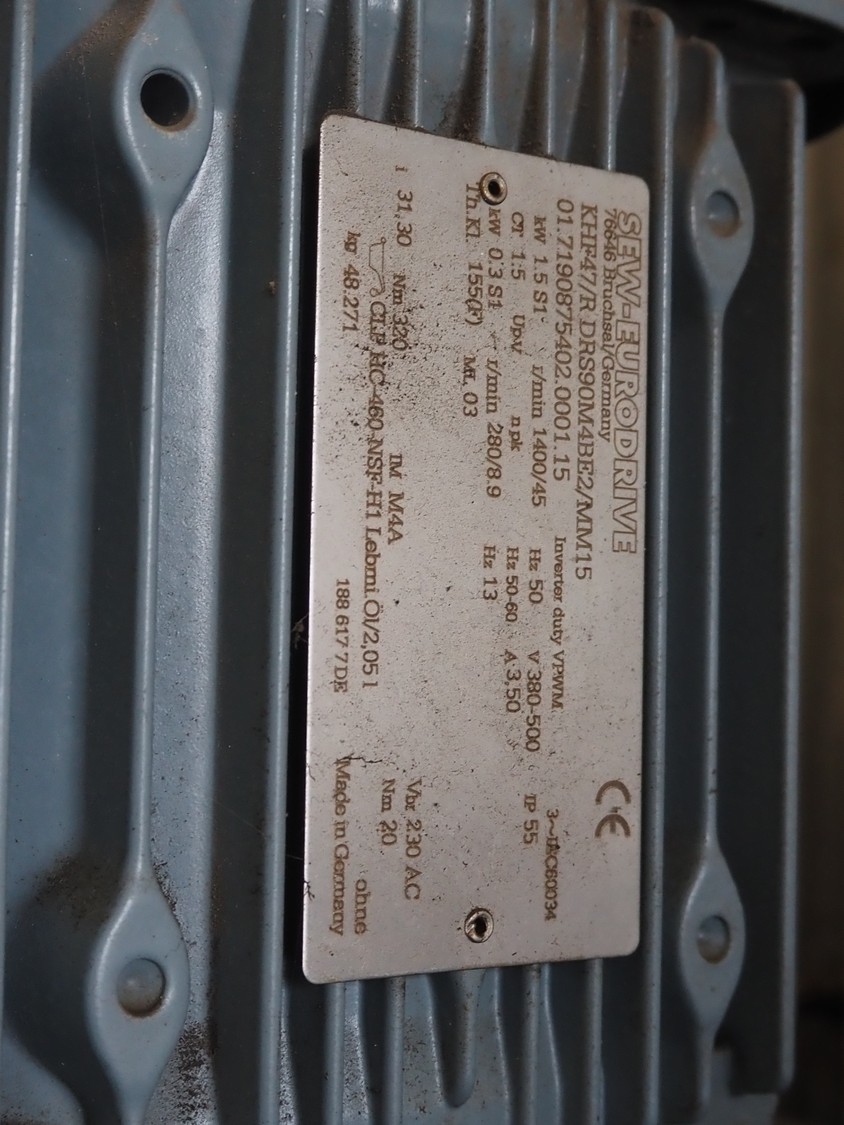 SEW-EURODRIVE
76646 Bruchsal/Germany
CE
KHF47/R DRS90M4BE2/MM15
01.7190875402.0001.15 Inverter duty VPWM 3~IEC60034
kW 1.5 S1 r/min 1400/45 Hz 50 V 380-500 IP 55
Cτ 1.5 Upk npk Hz 50-60 A 3,50
kW 0.3 S1 r/min 280/8.9 Hz 13
Th.Kl. 155(F) ML 03
Vbr 230 AC
i 31,30 Nm 320 IM M4A Nm 20
CLP HC-460-NSF-H1 Lebmi.Öl/2,05 l ohne
kg 48.271 188 617 7 DE Made in Germany